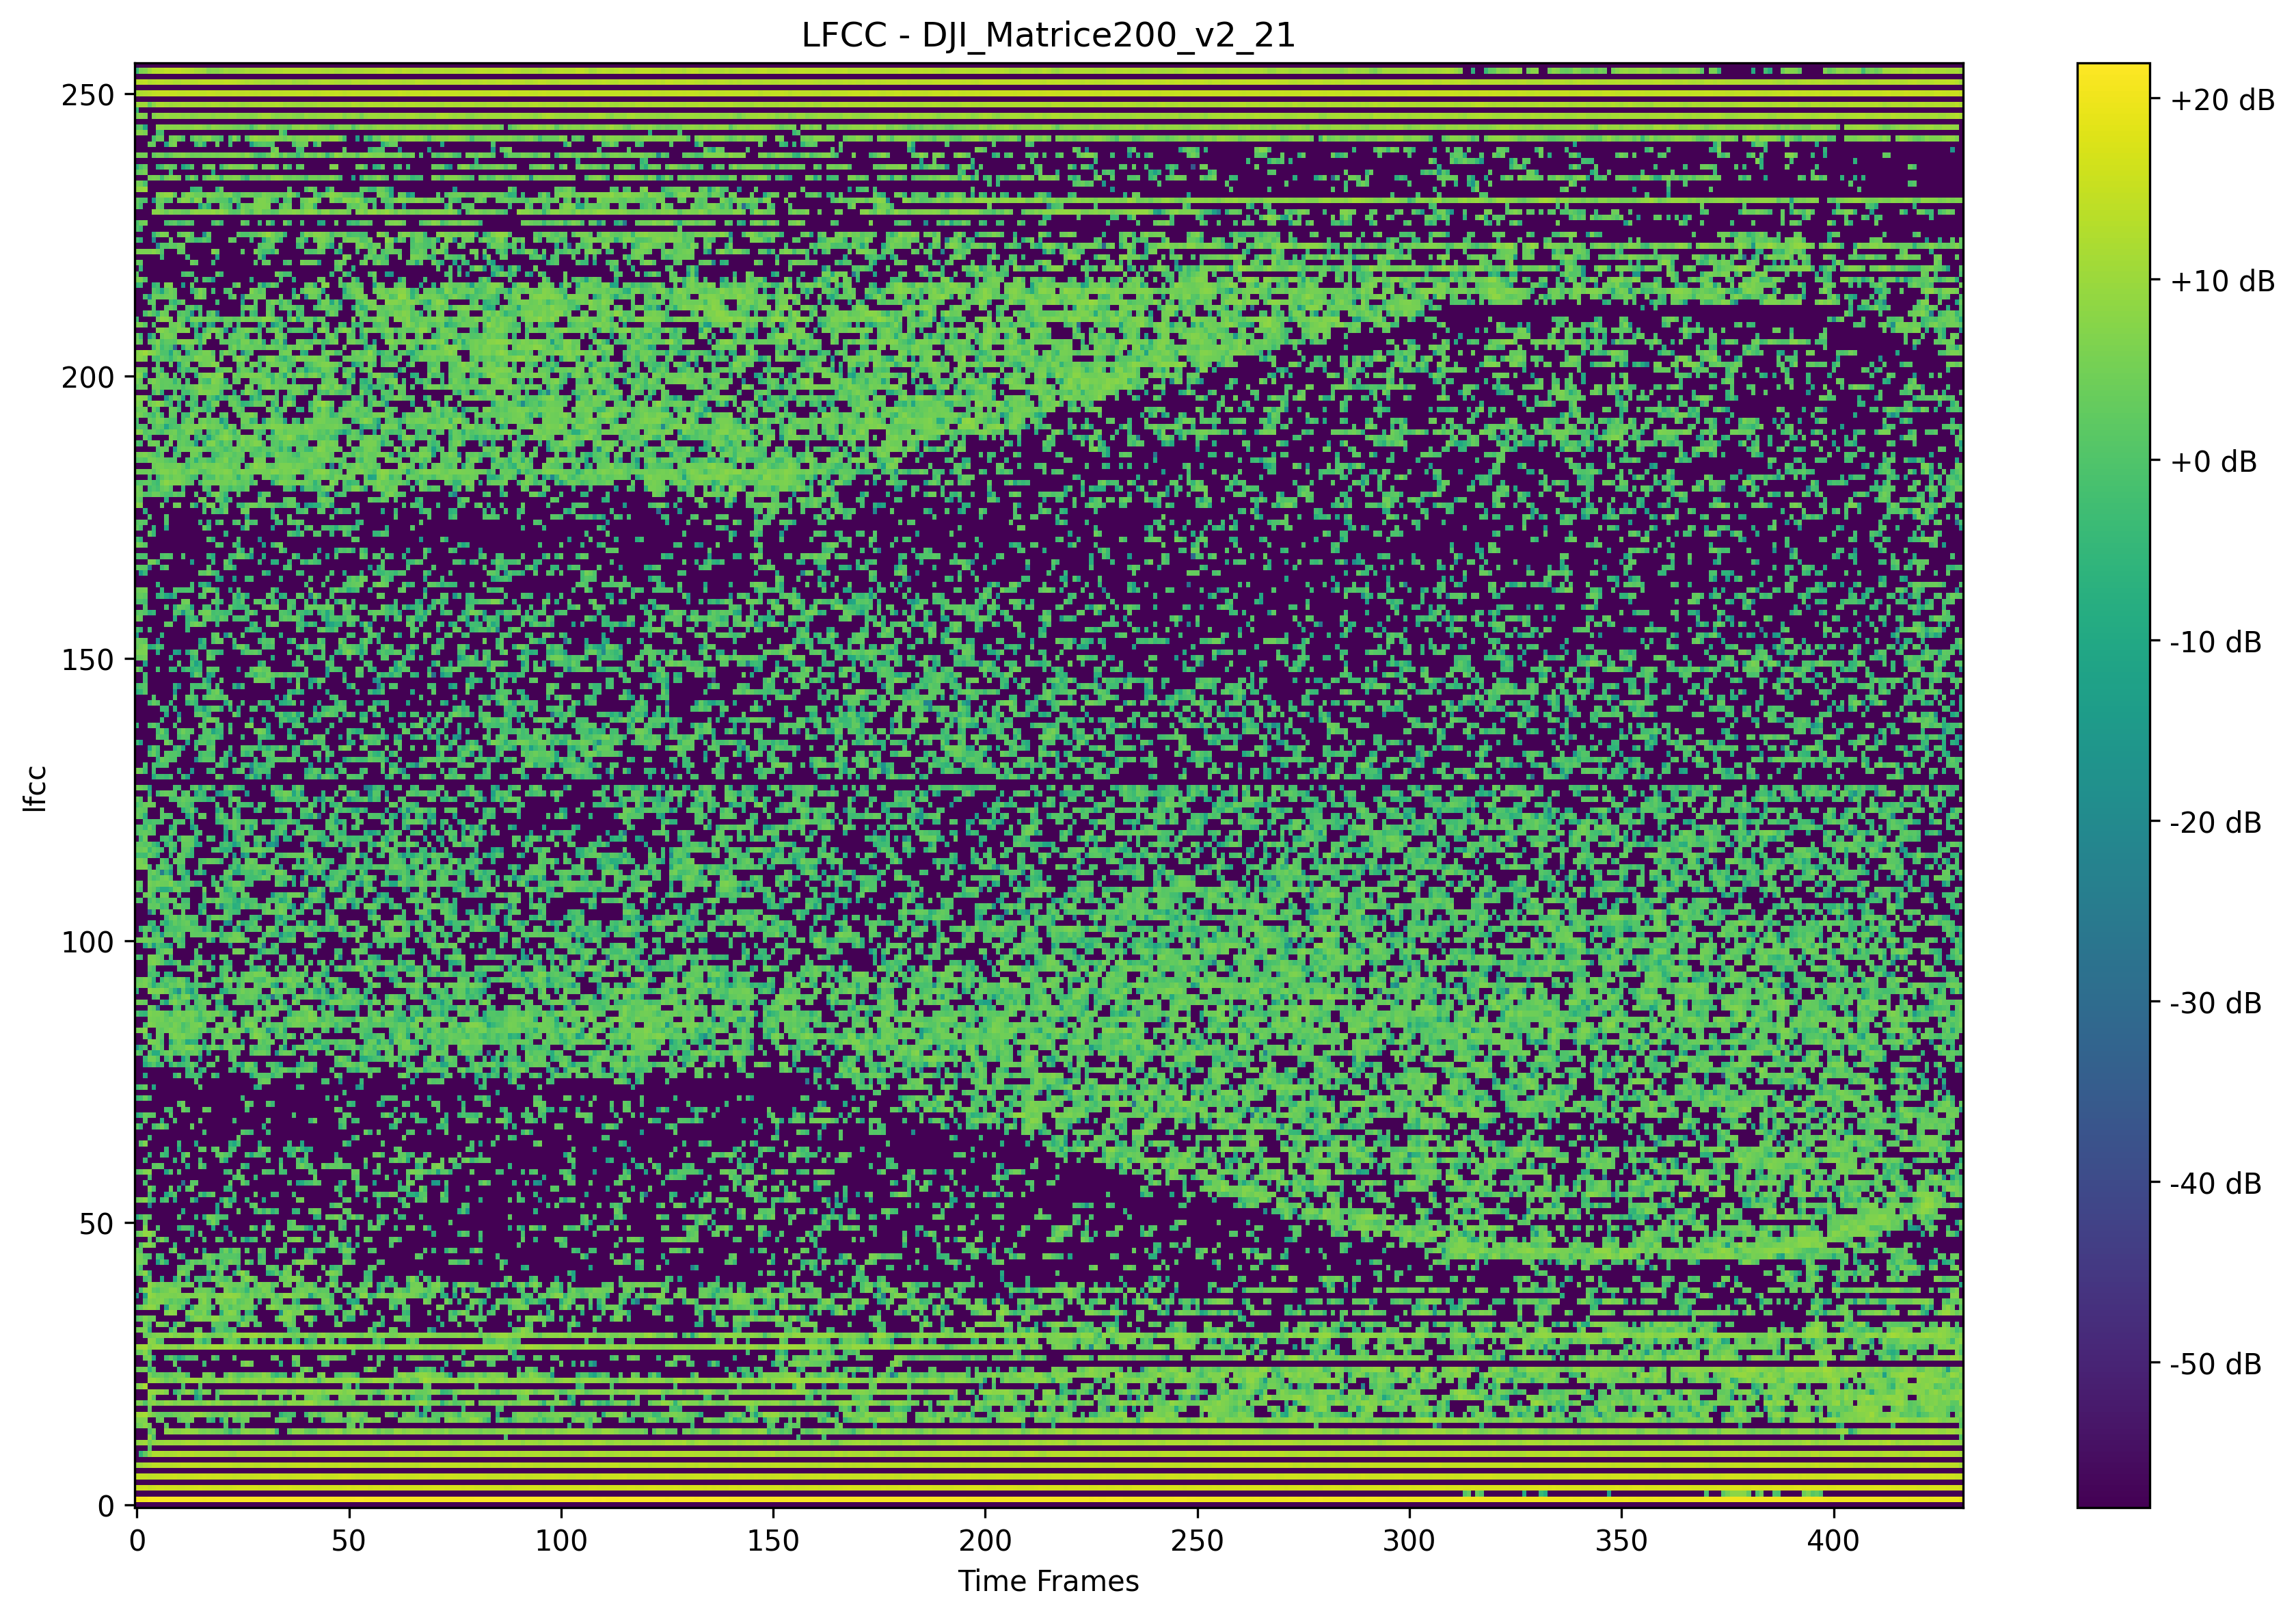 LFCC - DJI_Matrice200_v2_21
250
200
150
100
50
0
lfcc
0 50 100 150 200 250 300 350 400
Time Frames
+20 dB
+10 dB
+0 dB
-10 dB
-20 dB
-30 dB
-40 dB
-50 dB